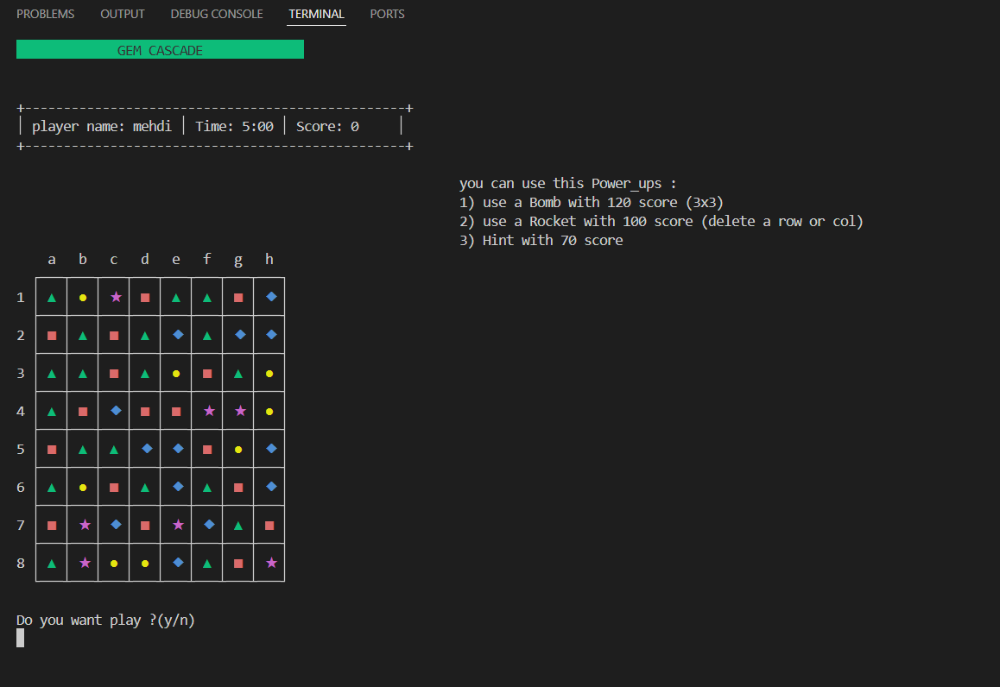 PROBLEMS OUTPUT DEBUG CONSOLE TERMINAL PORTS
GEM CASCADE
+-------------------------------------------------+
| player name: mehdi | Time: 5:00 | Score: 0 |
+-------------------------------------------------+
you can use this Power_ups :
1) use a Bomb with 120 score (3x3)
2) use a Rocket with 100 score (delete a row or col)
3) Hint with 70 score
a b c d e f g h
1 ▲ ● ★ ■ ▲ ▲ ■ ◆
2 ■ ▲ ■ ▲ ◆ ▲ ◆ ◆
3 ▲ ▲ ■ ▲ ● ■ ▲ ●
4 ▲ ■ ◆ ■ ■ ★ ★ ●
5 ■ ▲ ▲ ◆ ◆ ■ ● ◆
6 ▲ ● ■ ▲ ◆ ▲ ■ ◆
7 ■ ★ ◆ ■ ★ ◆ ▲ ■
8 ▲ ★ ● ● ◆ ▲ ■ ★
Do you want play ?(y/n)